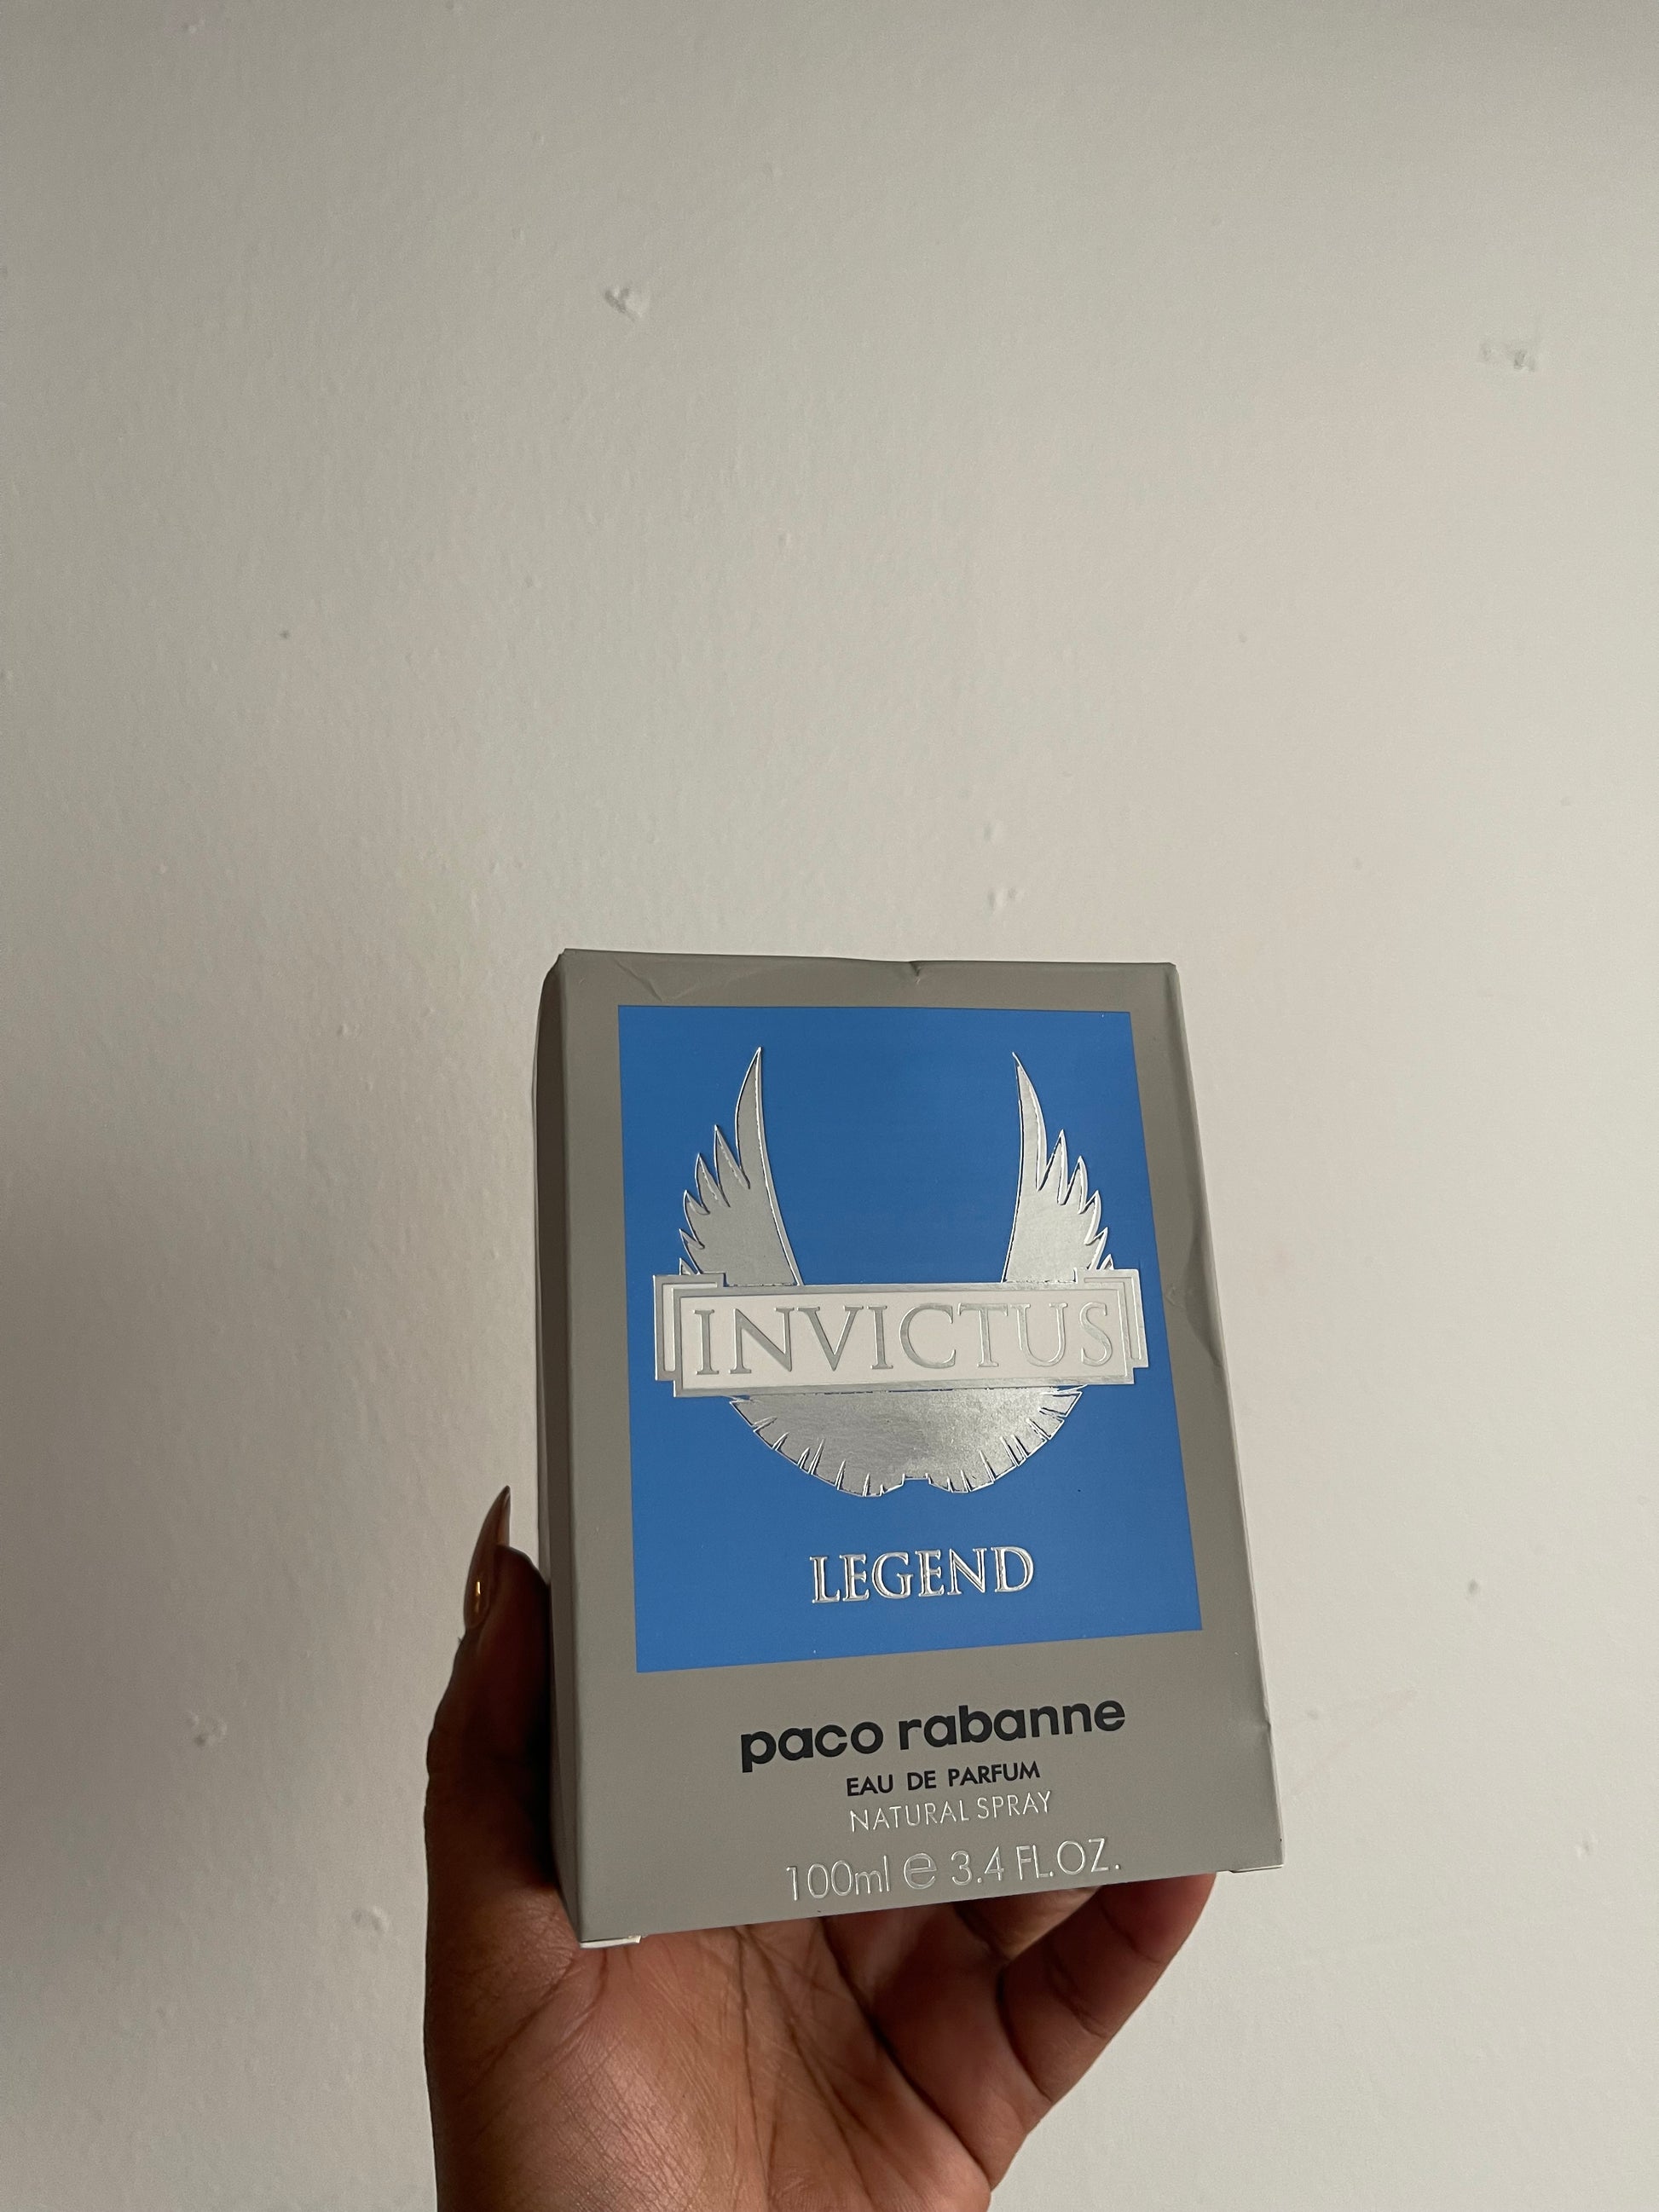 INVICTUS
LEGEND
paco rabanne
EAU DE PARFUM
NATURAL SPRAY
100ml e 3.4 FL.OZ.